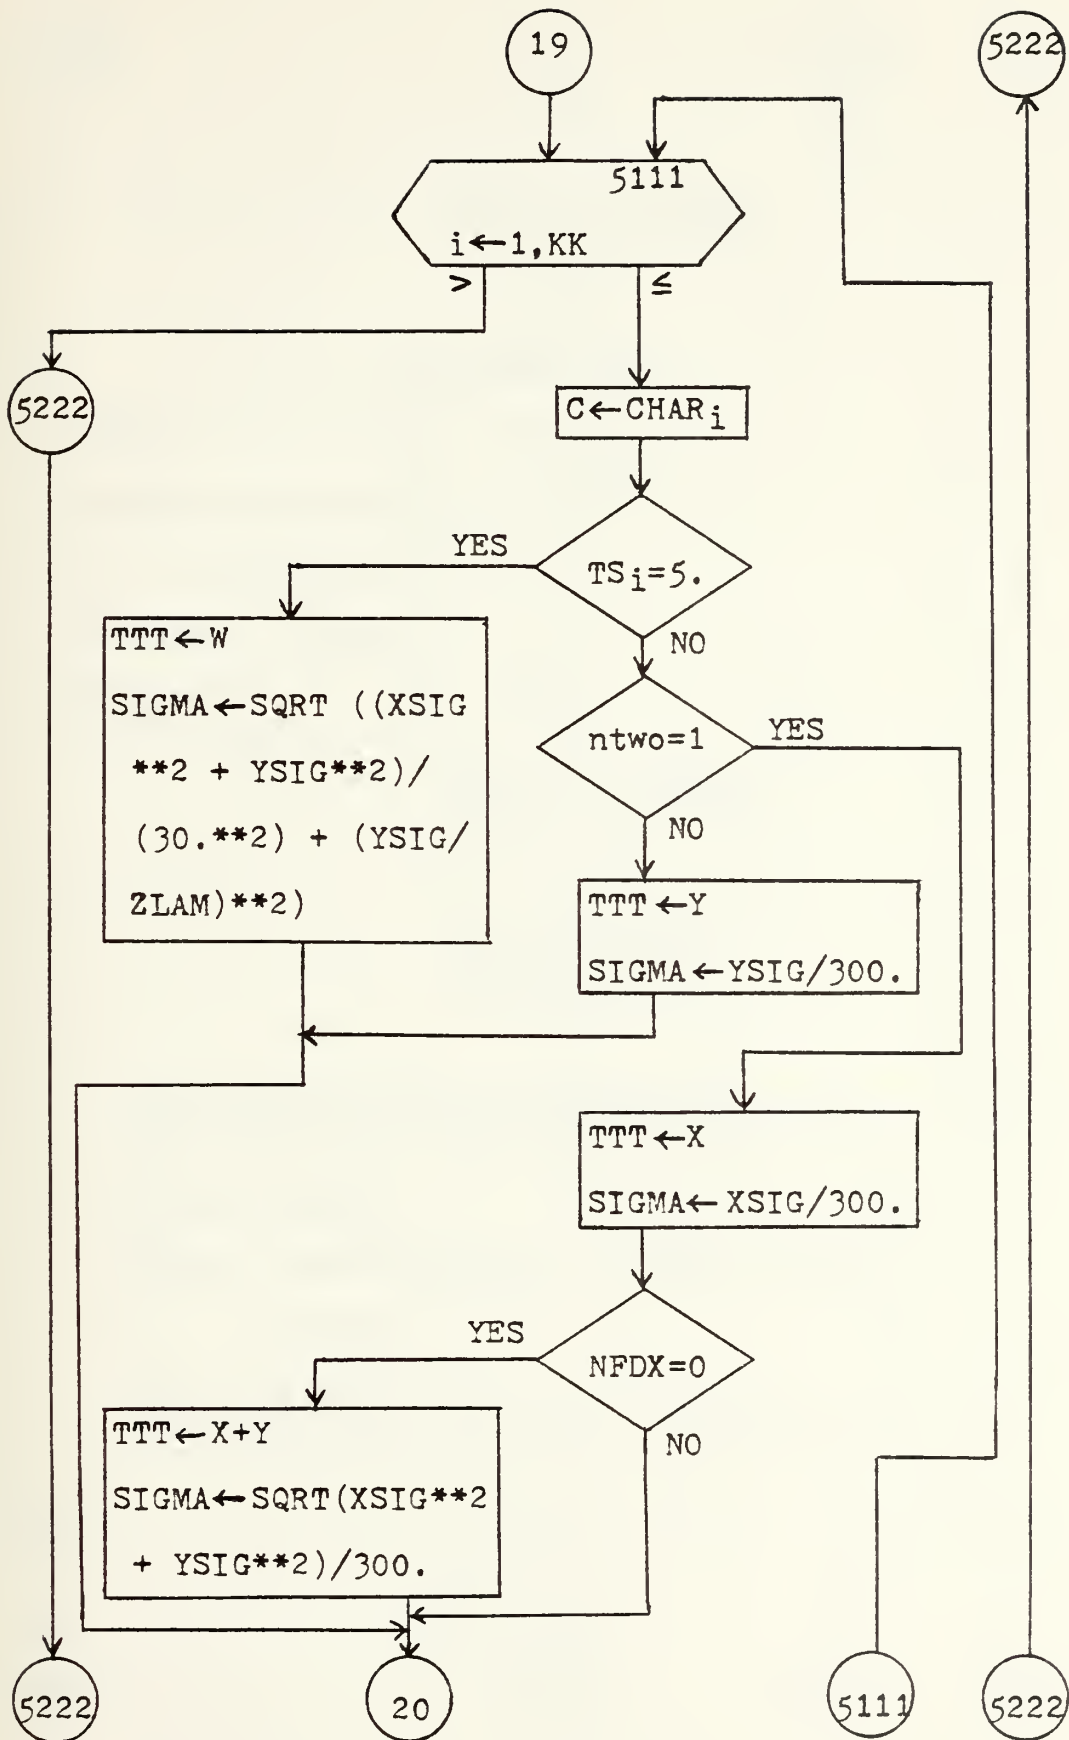 19
5222
5111
i←1,KK
>
≤
5222
C←CHARi
YES
TSi=5.
NO
TTT←W
SIGMA←SQRT ((XSIG
**2 + YSIG**2)/
(30.**2) + (YSIG/
ZLAM)**2)
ntwo=1
YES
NO
TTT←Y
SIGMA←YSIG/300.
TTT←X
SIGMA←XSIG/300.
YES
NFDX=0
NO
TTT←X+Y
SIGMA←SQRT(XSIG**2
+ YSIG**2)/300.
5222
20
5111
5222